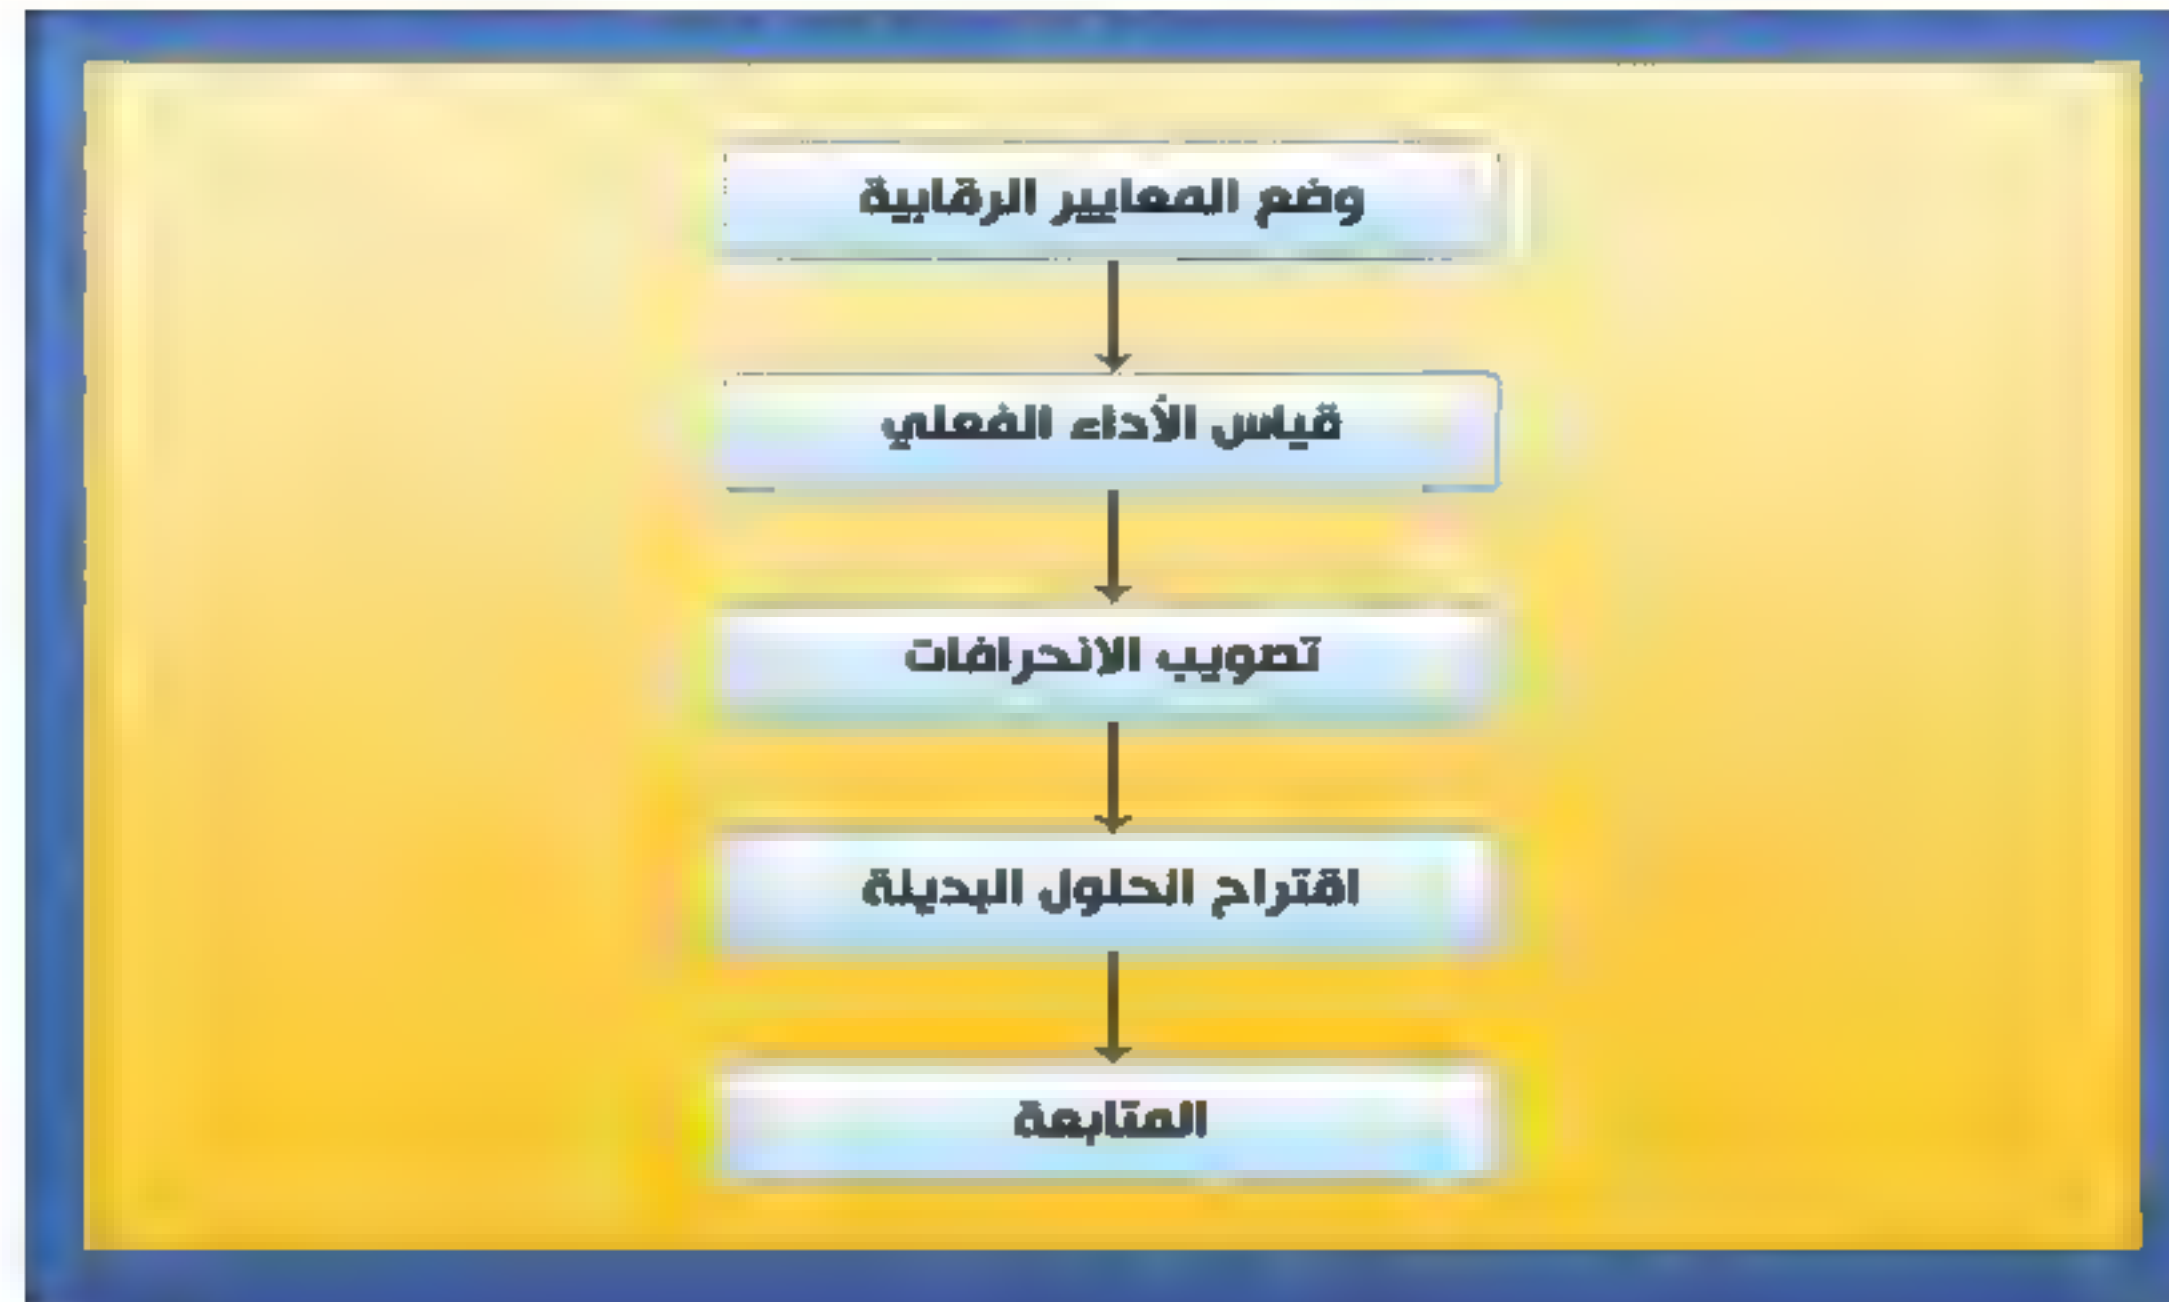 وضع المعايير الرقابية
قياس الأداء الفعلي
تصويب الانحرافات
اقتراح الحلول البديلة
المتابعة